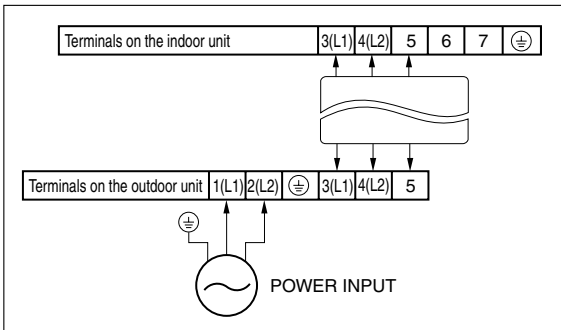 Terminals on the indoor unit 3(L1) 4(L2) 5 6 7
Terminals on the outdoor unit 1(L1) 2(L2) 3(L1) 4(L2) 5
POWER INPUT